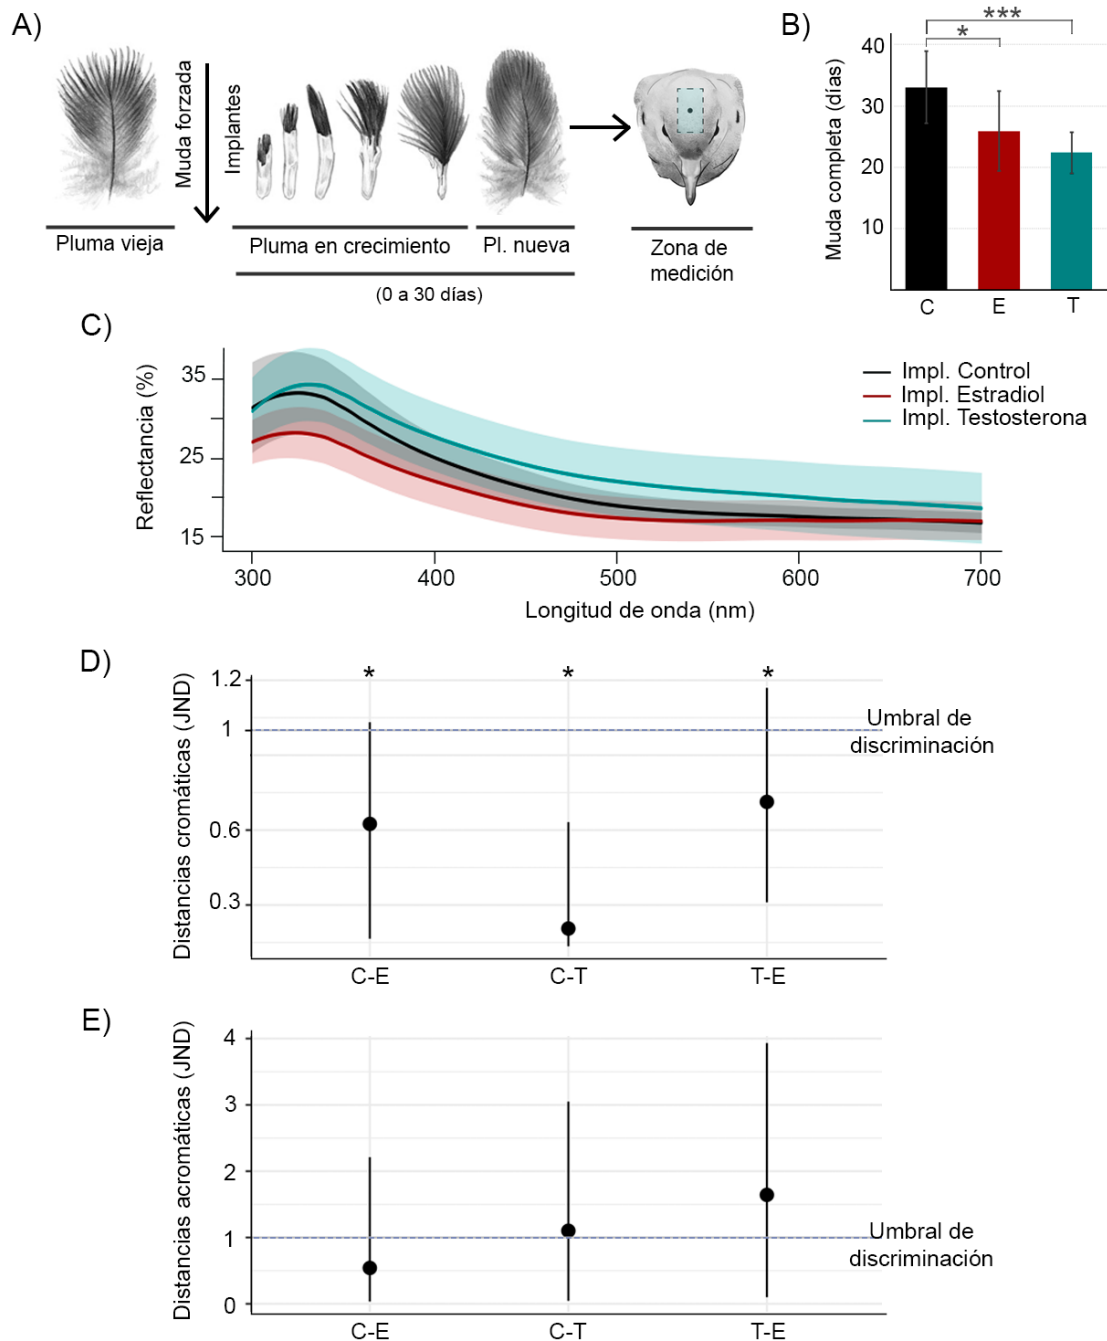 A)
Muda forzada
Implantes
Pluma vieja
Pluma en crecimiento
Pl. nueva
(0 a 30 días)
Zona de
medición
B)
Muda completa (días)
40
30
20
10
***
*
C
E
T
C)
Reflectancia (%)
35
25
15
300
400
500
600
700
Longitud de onda (nm)
Impl. Control
Impl. Estradiol
Impl. Testosterona
D)
Distancias cromáticas (JND)
1.2
1
0.6
0.3
*
*
*
Umbral de
discriminación
C-E
C-T
T-E
E)
Distancias acromáticas (JND)
4
3
2
1
0
Umbral de
discriminación
C-E
C-T
T-E